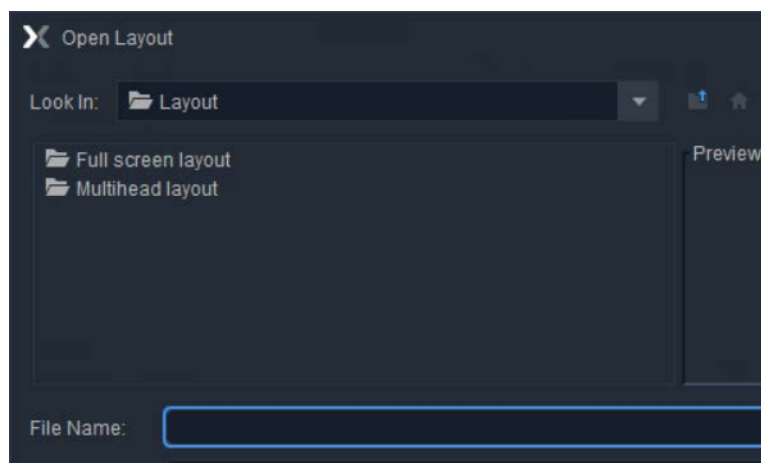 Open Layout
Look In: Layout
Full screen layout
Multihead layout
Preview
File Name: